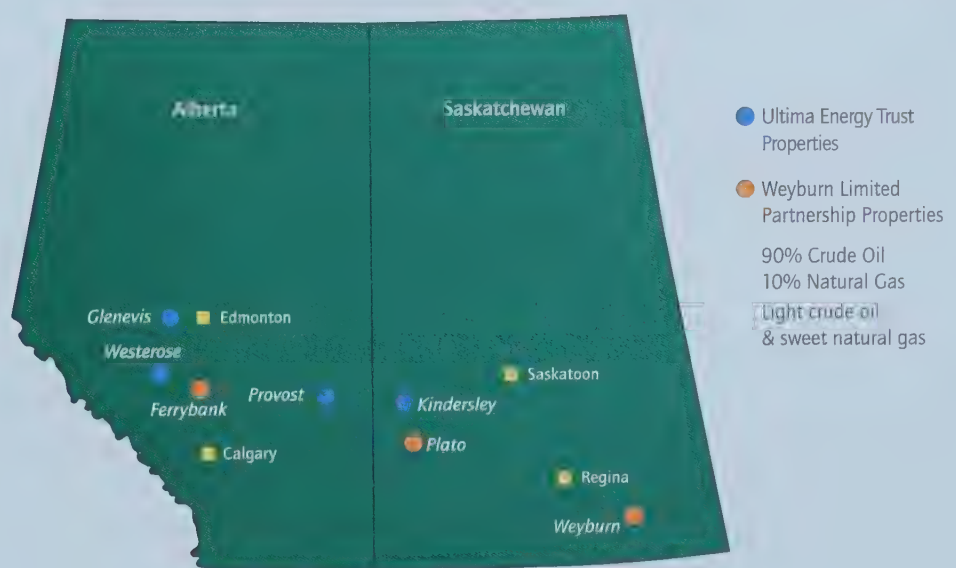 Alberta
Saskatchewan
Ultima Energy Trust
Properties
Weyburn Limited
Partnership Properties
90% Crude Oil
10% Natural Gas
Light crude oil
& sweet natural gas
Glenevis
Edmonton
Westerose
Ferrybank
Provost
Calgary
Saskatoon
Kindersley
Plato
Regina
Weyburn